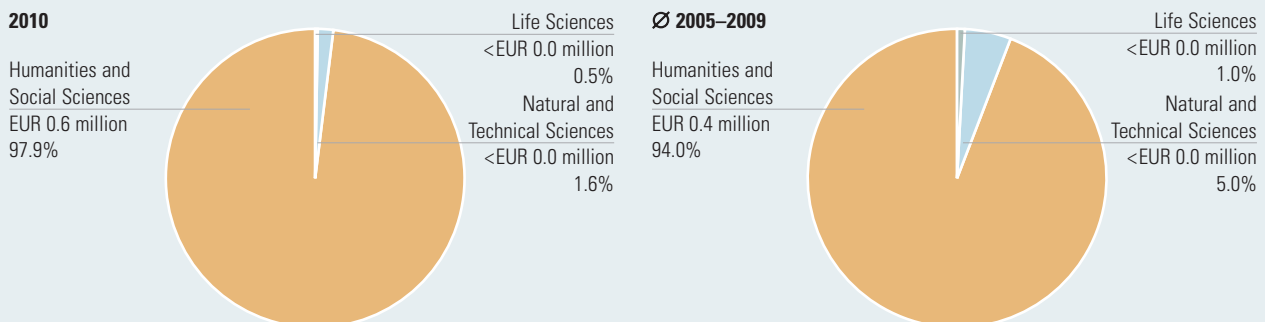 2010
Humanities and
Social Sciences
EUR 0.6 million
97.9%
Life Sciences
<EUR 0.0 million
0.5%
Natural and
Technical Sciences
<EUR 0.0 million
1.6%
Ø 2005–2009
Humanities and
Social Sciences
EUR 0.4 million
94.0%
Life Sciences
<EUR 0.0 million
1.0%
Natural and
Technical Sciences
<EUR 0.0 million
5.0%